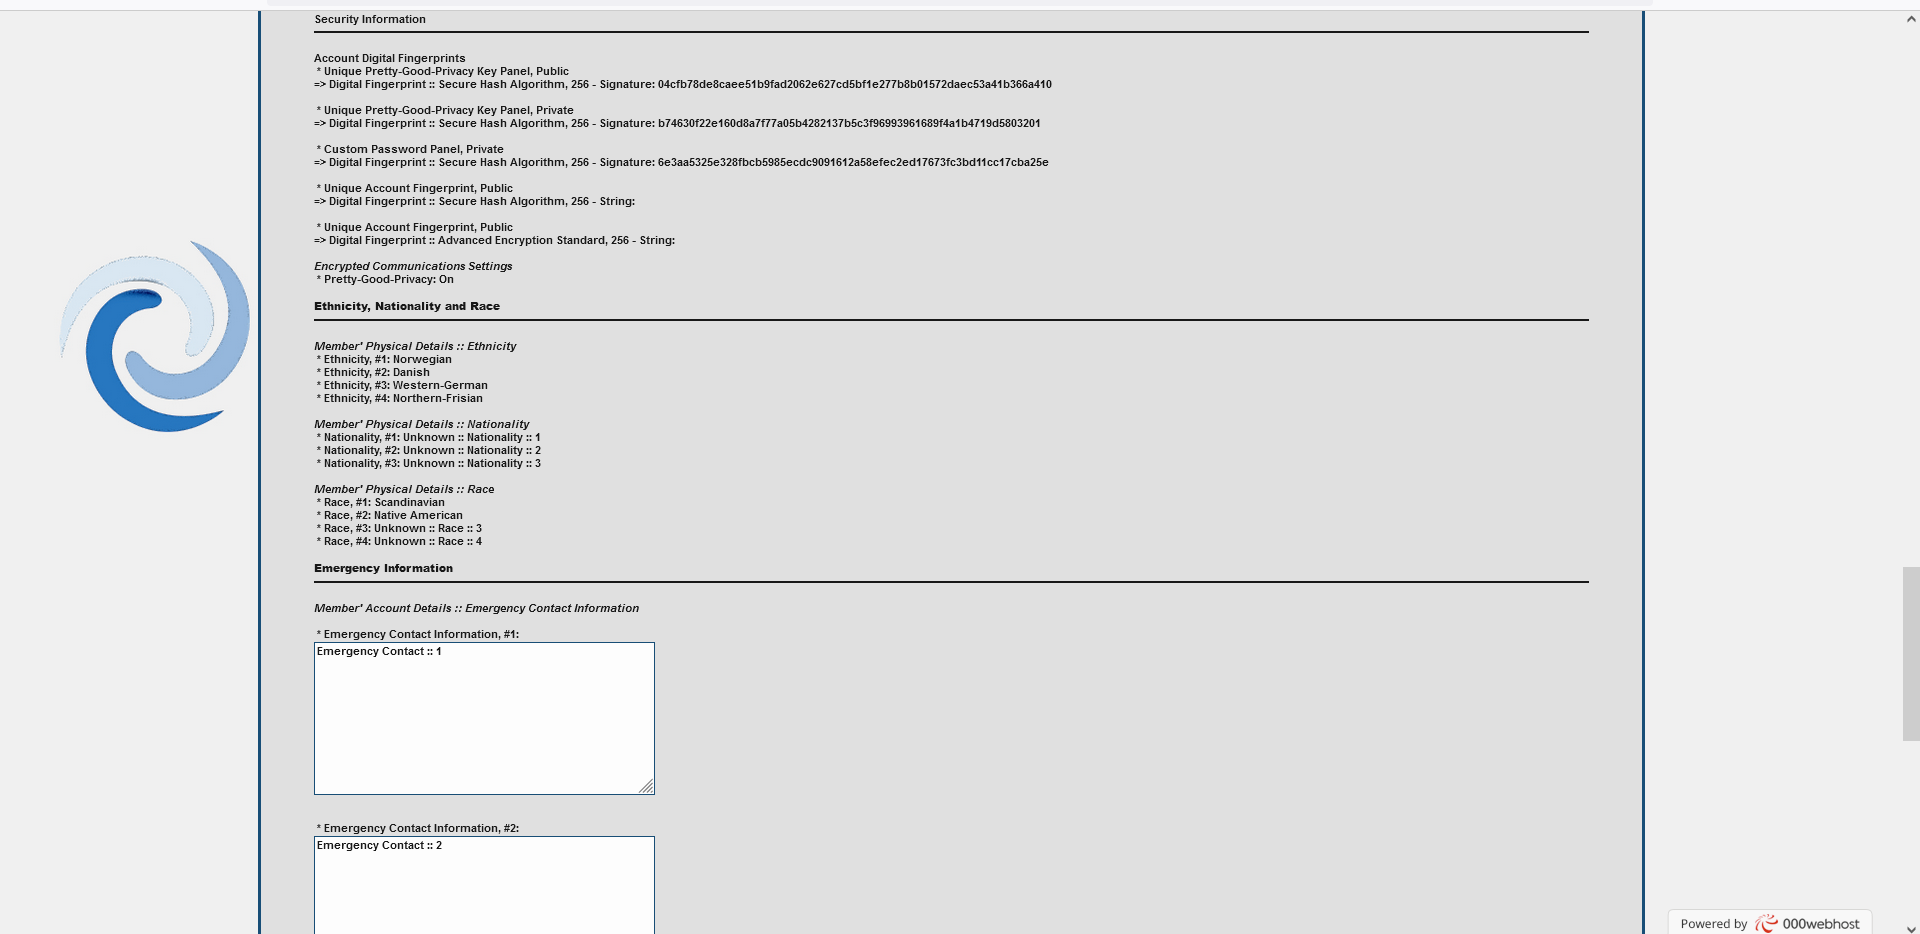 Security Information
Account Digital Fingerprints
* Unique Pretty-Good-Privacy Key Panel, Public
=> Digital Fingerprint :: Secure Hash Algorithm, 256 - Signature: 04cfb78de8caee51b9fad2062e627cd5bf1e277b8b01572daec53a41b366a410
* Unique Pretty-Good-Privacy Key Panel, Private
=> Digital Fingerprint :: Secure Hash Algorithm, 256 - Signature: b74630f22e160d8a7f77a05b4282137b5c3f96993961689f4a1b4719d5803201
* Custom Password Panel, Private
=> Digital Fingerprint :: Secure Hash Algorithm, 256 - Signature: 6e3aa5325e328fbcb5985ecdc9091612a58efec2ed17673fc3bd11cc17cba25e
* Unique Account Fingerprint, Public
=> Digital Fingerprint :: Secure Hash Algorithm, 256 - String:
* Unique Account Fingerprint, Public
=> Digital Fingerprint :: Advanced Encryption Standard, 256 - String:
Encrypted Communications Settings
* Pretty-Good-Privacy: On
Ethnicity, Nationality and Race
Member' Physical Details :: Ethnicity
* Ethnicity, #1: Norwegian
* Ethnicity, #2: Danish
* Ethnicity, #3: Western-German
* Ethnicity, #4: Northern-Frisian
Member' Physical Details :: Nationality
* Nationality, #1: Unknown :: Nationality :: 1
* Nationality, #2: Unknown :: Nationality :: 2
* Nationality, #3: Unknown :: Nationality :: 3
Member' Physical Details :: Race
* Race, #1: Scandinavian
* Race, #2: Native American
* Race, #3: Unknown :: Race :: 3
* Race, #4: Unknown :: Race :: 4
Emergency Information
Member' Account Details :: Emergency Contact Information
* Emergency Contact Information, #1:
Emergency Contact :: 1
* Emergency Contact Information, #2:
Emergency Contact :: 2
Powered by 000webhost